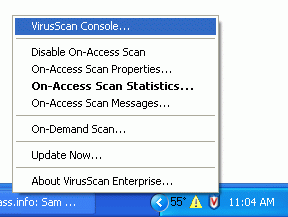 VirusScan Console...
Disable On-Access Scan
On-Access Scan Properties...
On-Access Scan Statistics...
On-Access Scan Messages...
On-Demand Scan...
Update Now...
About VirusScan Enterprise...
ass.info: Sam ... 55° 11:04 AM